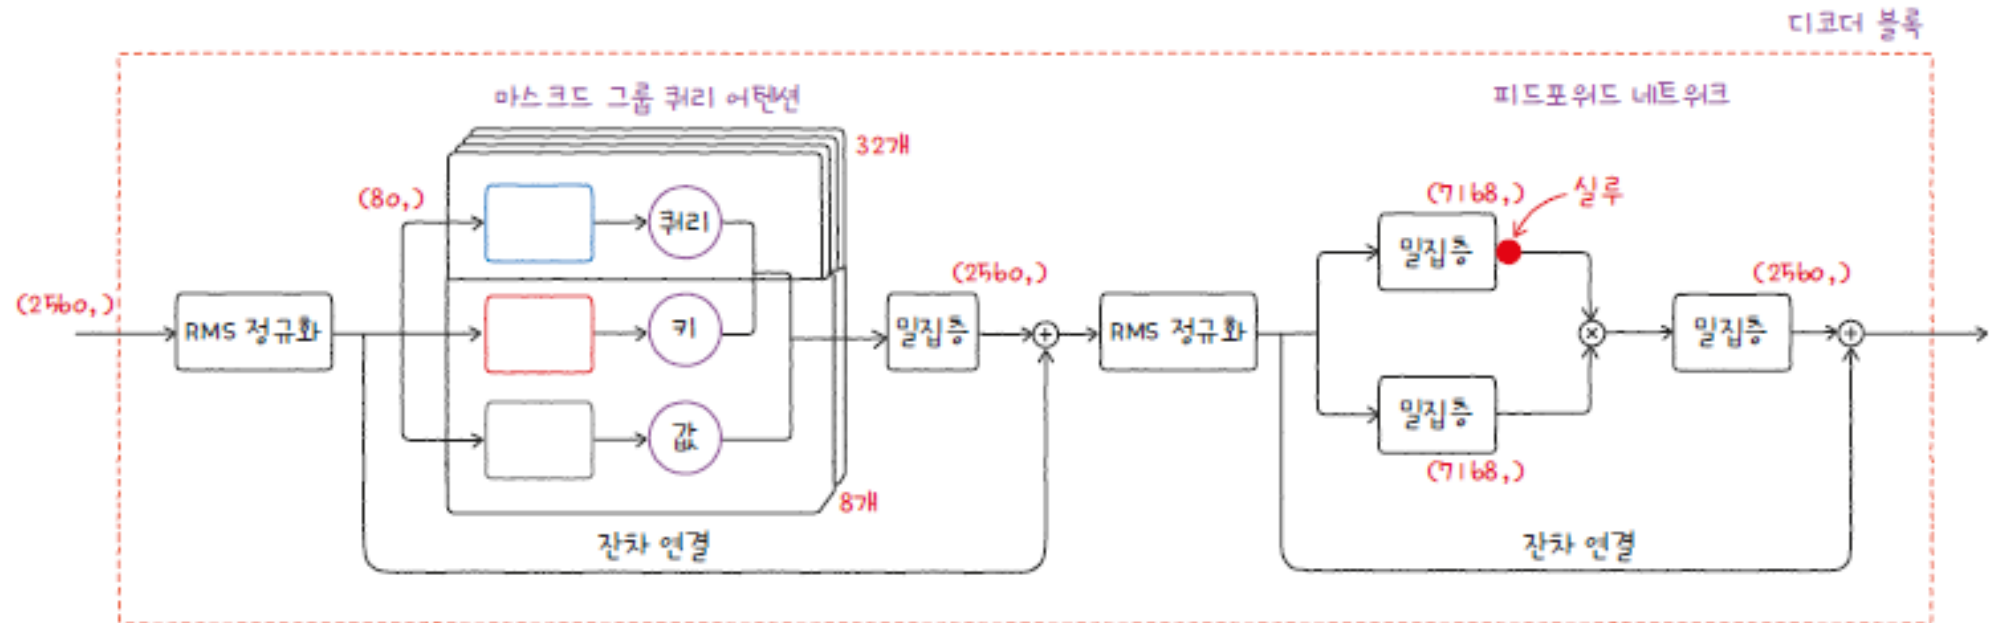 디코더 블록
마스크드 그룹 쿼리 어텐션
피드포워드 네트워크
32개
(80,)
쿼리
(7168,)
실루
밀집층
(2560,)
RMS 정규화
키
밀집층
(2560,)
+
RMS 정규화
×
밀집층
(2560,)
+
값
밀집층
(7168,)
8개
잔차 연결
잔차 연결